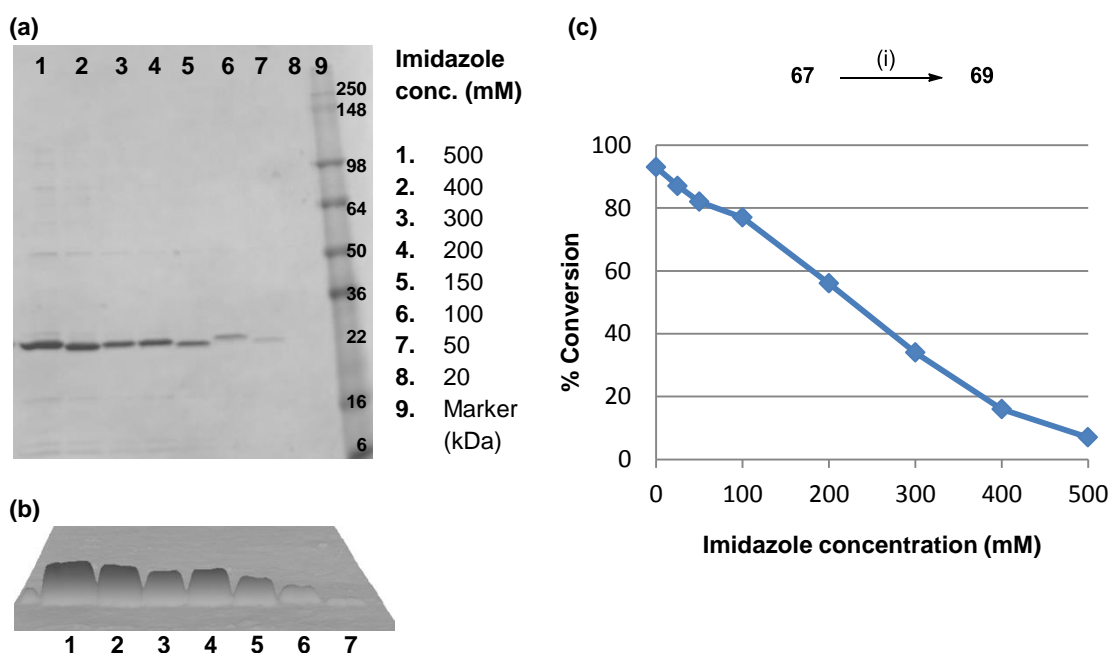 (a)
1 2 3 4 5 6 7 8 9
250
148
98
64
50
36
22
16
6
Imidazole
conc. (mM)
1. 500
2. 400
3. 300
4. 200
5. 150
6. 100
7. 50
8. 20
9. Marker
(kDa)
(b)
1 2 3 4 5 6 7
(c)
67 (i) 69
% Conversion
100
80
60
40
20
0
0 100 200 300 400 500
Imidazole concentration (mM)